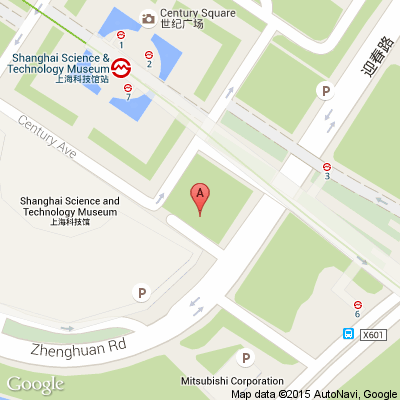 Century Square
世纪广场
1
2
Shanghai Science &
Technology Museum
上海科技馆站
7
迎春路
P
Century Ave
3
A
Shanghai Science and
Technology Museum
上海科技馆
P
6
X601
Zhenghuan Rd
P
Mitsubishi Corporation
Google
Map data ©2015 AutoNavi, Google